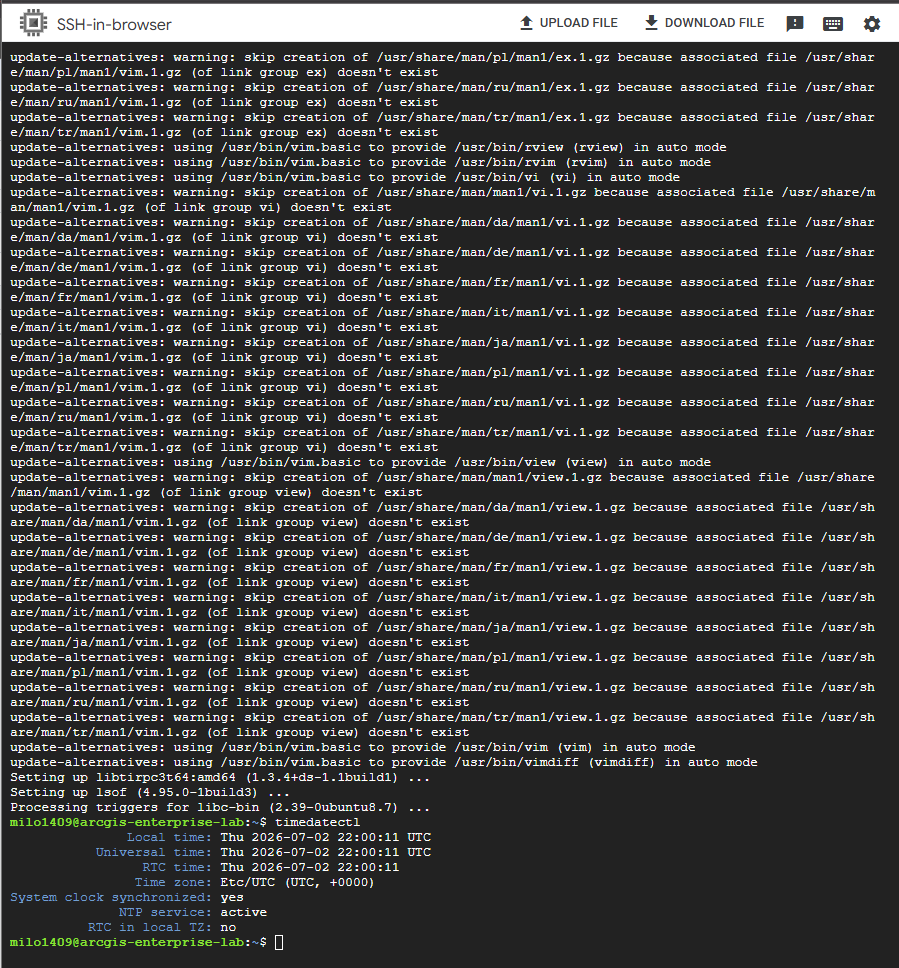 SSH-in-browser
UPLOAD FILE
DOWNLOAD FILE
update-alternatives: warning: skip creation of /usr/share/man/pl/man1/ex.1.gz because associated file /usr/shar
e/man/pl/man1/vim.1.gz (of link group ex) doesn't exist
update-alternatives: warning: skip creation of /usr/share/man/ru/man1/ex.1.gz because associated file /usr/shar
e/man/ru/man1/vim.1.gz (of link group ex) doesn't exist
update-alternatives: warning: skip creation of /usr/share/man/tr/man1/ex.1.gz because associated file /usr/shar
e/man/tr/man1/vim.1.gz (of link group ex) doesn't exist
update-alternatives: using /usr/bin/vim.basic to provide /usr/bin/rview (rview) in auto mode
update-alternatives: using /usr/bin/vim.basic to provide /usr/bin/rvim (rvim) in auto mode
update-alternatives: using /usr/bin/vim.basic to provide /usr/bin/vi (vi) in auto mode
update-alternatives: warning: skip creation of /usr/share/man/man1/vi.1.gz because associated file /usr/share/m
an/man1/vim.1.gz (of link group vi) doesn't exist
update-alternatives: warning: skip creation of /usr/share/man/da/man1/vi.1.gz because associated file /usr/shar
e/man/da/man1/vim.1.gz (of link group vi) doesn't exist
update-alternatives: warning: skip creation of /usr/share/man/de/man1/vi.1.gz because associated file /usr/shar
e/man/de/man1/vim.1.gz (of link group vi) doesn't exist
update-alternatives: warning: skip creation of /usr/share/man/fr/man1/vi.1.gz because associated file /usr/shar
e/man/fr/man1/vim.1.gz (of link group vi) doesn't exist
update-alternatives: warning: skip creation of /usr/share/man/it/man1/vi.1.gz because associated file /usr/shar
e/man/it/man1/vim.1.gz (of link group vi) doesn't exist
update-alternatives: warning: skip creation of /usr/share/man/ja/man1/vi.1.gz because associated file /usr/shar
e/man/ja/man1/vim.1.gz (of link group vi) doesn't exist
update-alternatives: warning: skip creation of /usr/share/man/pl/man1/vi.1.gz because associated file /usr/shar
e/man/pl/man1/vim.1.gz (of link group vi) doesn't exist
update-alternatives: warning: skip creation of /usr/share/man/ru/man1/vi.1.gz because associated file /usr/shar
e/man/ru/man1/vim.1.gz (of link group vi) doesn't exist
update-alternatives: warning: skip creation of /usr/share/man/tr/man1/vi.1.gz because associated file /usr/shar
e/man/tr/man1/vim.1.gz (of link group vi) doesn't exist
update-alternatives: using /usr/bin/vim.basic to provide /usr/bin/view (view) in auto mode
update-alternatives: warning: skip creation of /usr/share/man/man1/view.1.gz because associated file /usr/share
/man/man1/vim.1.gz (of link group view) doesn't exist
update-alternatives: warning: skip creation of /usr/share/man/da/man1/view.1.gz because associated file /usr/sh
are/man/da/man1/vim.1.gz (of link group view) doesn't exist
update-alternatives: warning: skip creation of /usr/share/man/de/man1/view.1.gz because associated file /usr/sh
are/man/de/man1/vim.1.gz (of link group view) doesn't exist
update-alternatives: warning: skip creation of /usr/share/man/fr/man1/view.1.gz because associated file /usr/sh
are/man/fr/man1/vim.1.gz (of link group view) doesn't exist
update-alternatives: warning: skip creation of /usr/share/man/it/man1/view.1.gz because associated file /usr/sh
are/man/it/man1/vim.1.gz (of link group view) doesn't exist
update-alternatives: warning: skip creation of /usr/share/man/ja/man1/view.1.gz because associated file /usr/sh
are/man/ja/man1/vim.1.gz (of link group view) doesn't exist
update-alternatives: warning: skip creation of /usr/share/man/pl/man1/view.1.gz because associated file /usr/sh
are/man/pl/man1/vim.1.gz (of link group view) doesn't exist
update-alternatives: warning: skip creation of /usr/share/man/ru/man1/view.1.gz because associated file /usr/sh
are/man/ru/man1/vim.1.gz (of link group view) doesn't exist
update-alternatives: warning: skip creation of /usr/share/man/tr/man1/view.1.gz because associated file /usr/sh
are/man/tr/man1/vim.1.gz (of link group view) doesn't exist
update-alternatives: using /usr/bin/vim.basic to provide /usr/bin/vim (vim) in auto mode
update-alternatives: using /usr/bin/vim.basic to provide /usr/bin/vimdiff (vimdiff) in auto mode
Setting up libtirpc3t64:amd64 (1.3.4+ds-1.1build1) ...
Setting up lsof (4.95.0-1build3) ...
Processing triggers for libc-bin (2.39-0ubuntu8.7) ...
milo1409@arcgis-enterprise-lab:~$ timedatectl
Local time: Thu 2026-07-02 22:00:11 UTC
Universal time: Thu 2026-07-02 22:00:11 UTC
RTC time: Thu 2026-07-02 22:00:11
Time zone: Etc/UTC (UTC, +0000)
System clock synchronized: yes
NTP service: active
RTC in local TZ: no
milo1409@arcgis-enterprise-lab:~$